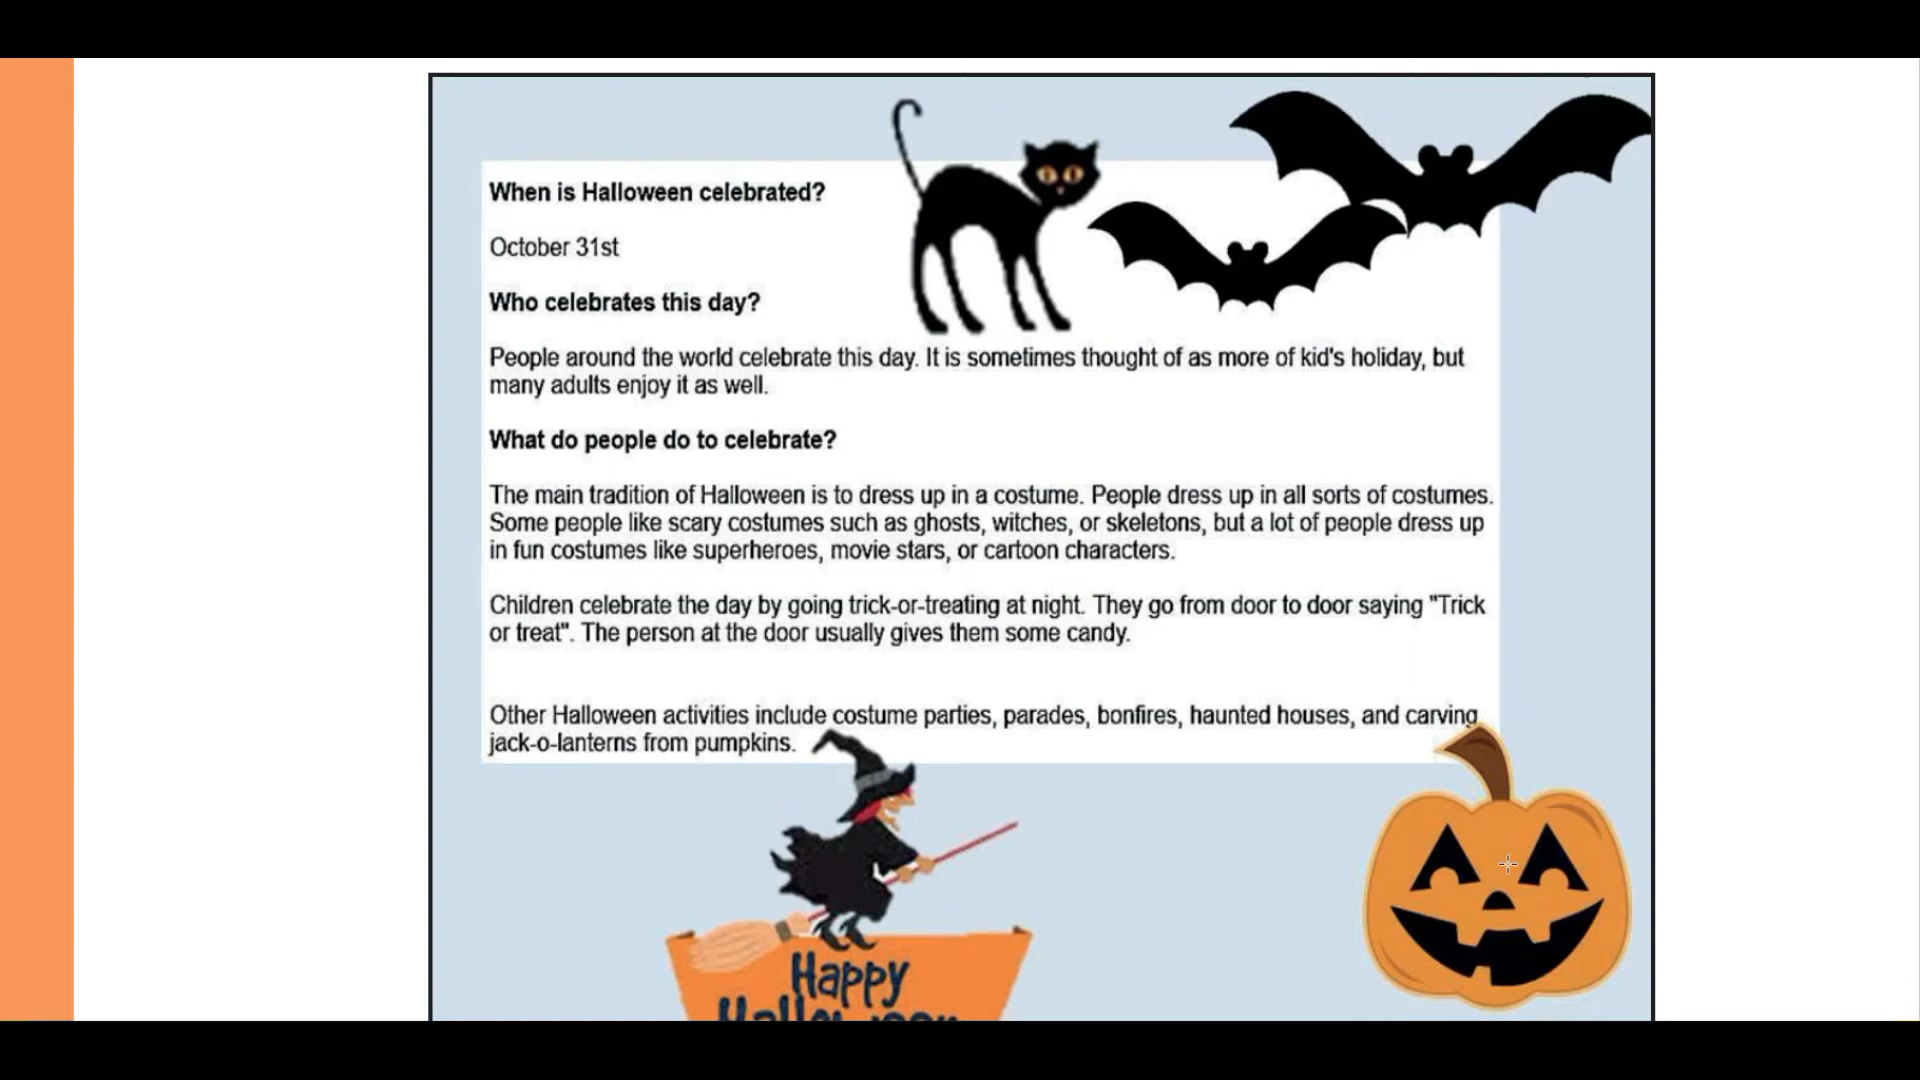 When is Halloween celebrated?
October 31st
Who celebrates this day?
People around the world celebrate this day. It is sometimes thought of as more of kid's holiday, but
many adults enjoy it as well.
What do people do to celebrate?
The main tradition of Halloween is to dress up in a costume. People dress up in all sorts of costumes.
Some people like scary costumes such as ghosts, witches, or skeletons, but a lot of people dress up
in fun costumes like superheroes, movie stars, or cartoon characters.
Children celebrate the day by going trick-or-treating at night. They go from door to door saying "Trick
or treat". The person at the door usually gives them some candy.
Other Halloween activities include costume parties, parades, bonfires, haunted houses, and carving
jack-o-lanterns from pumpkins.
Happy
Halloween